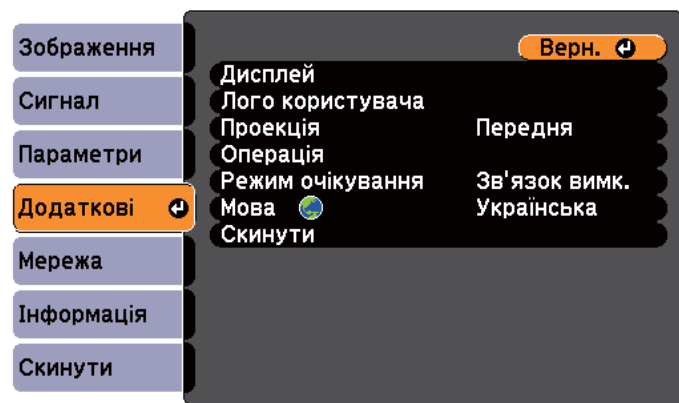 Зображення
Сигнал
Параметри
Додаткові
Мережа
Інформація
Скинути
Верн.
Дисплей
Лого користувача
Проекція Передня
Операція
Режим очікування Зв'язок вимк.
Мова Українська
Скинути